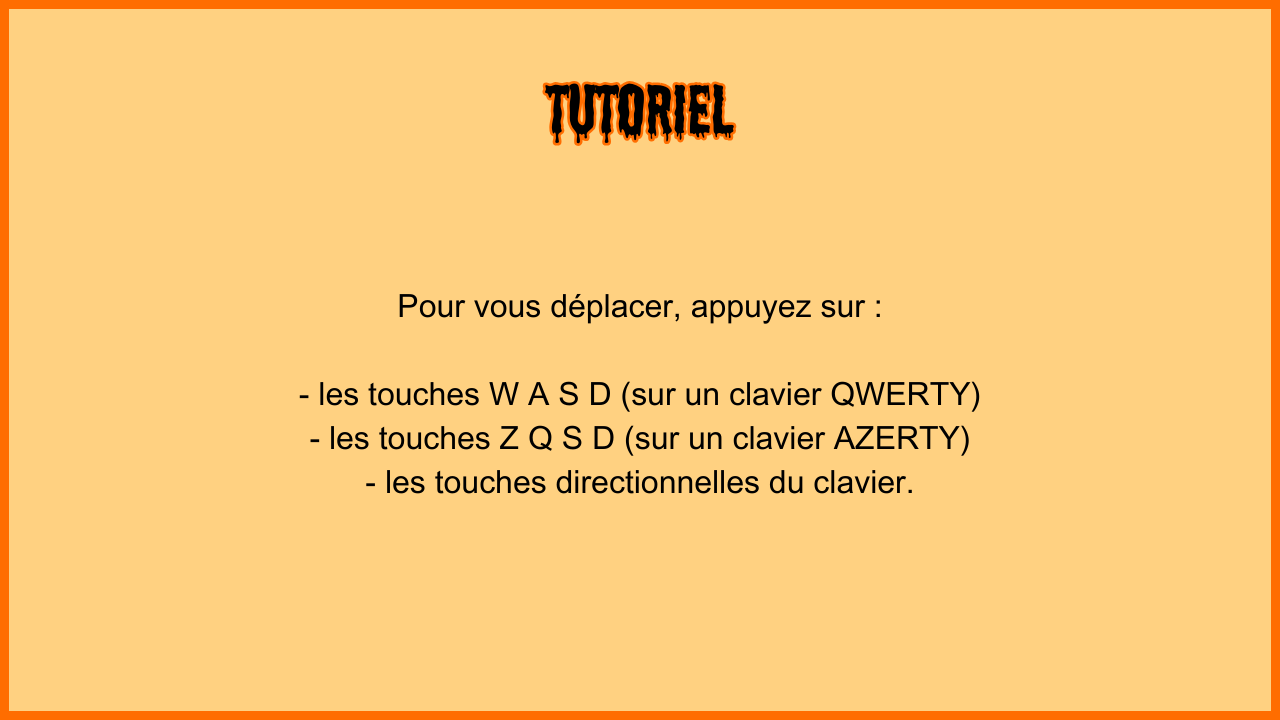 TUTORIEL
Pour vous déplacer, appuyez sur :
- les touches W A S D (sur un clavier QWERTY)
- les touches Z Q S D (sur un clavier AZERTY)
- les touches directionnelles du clavier.